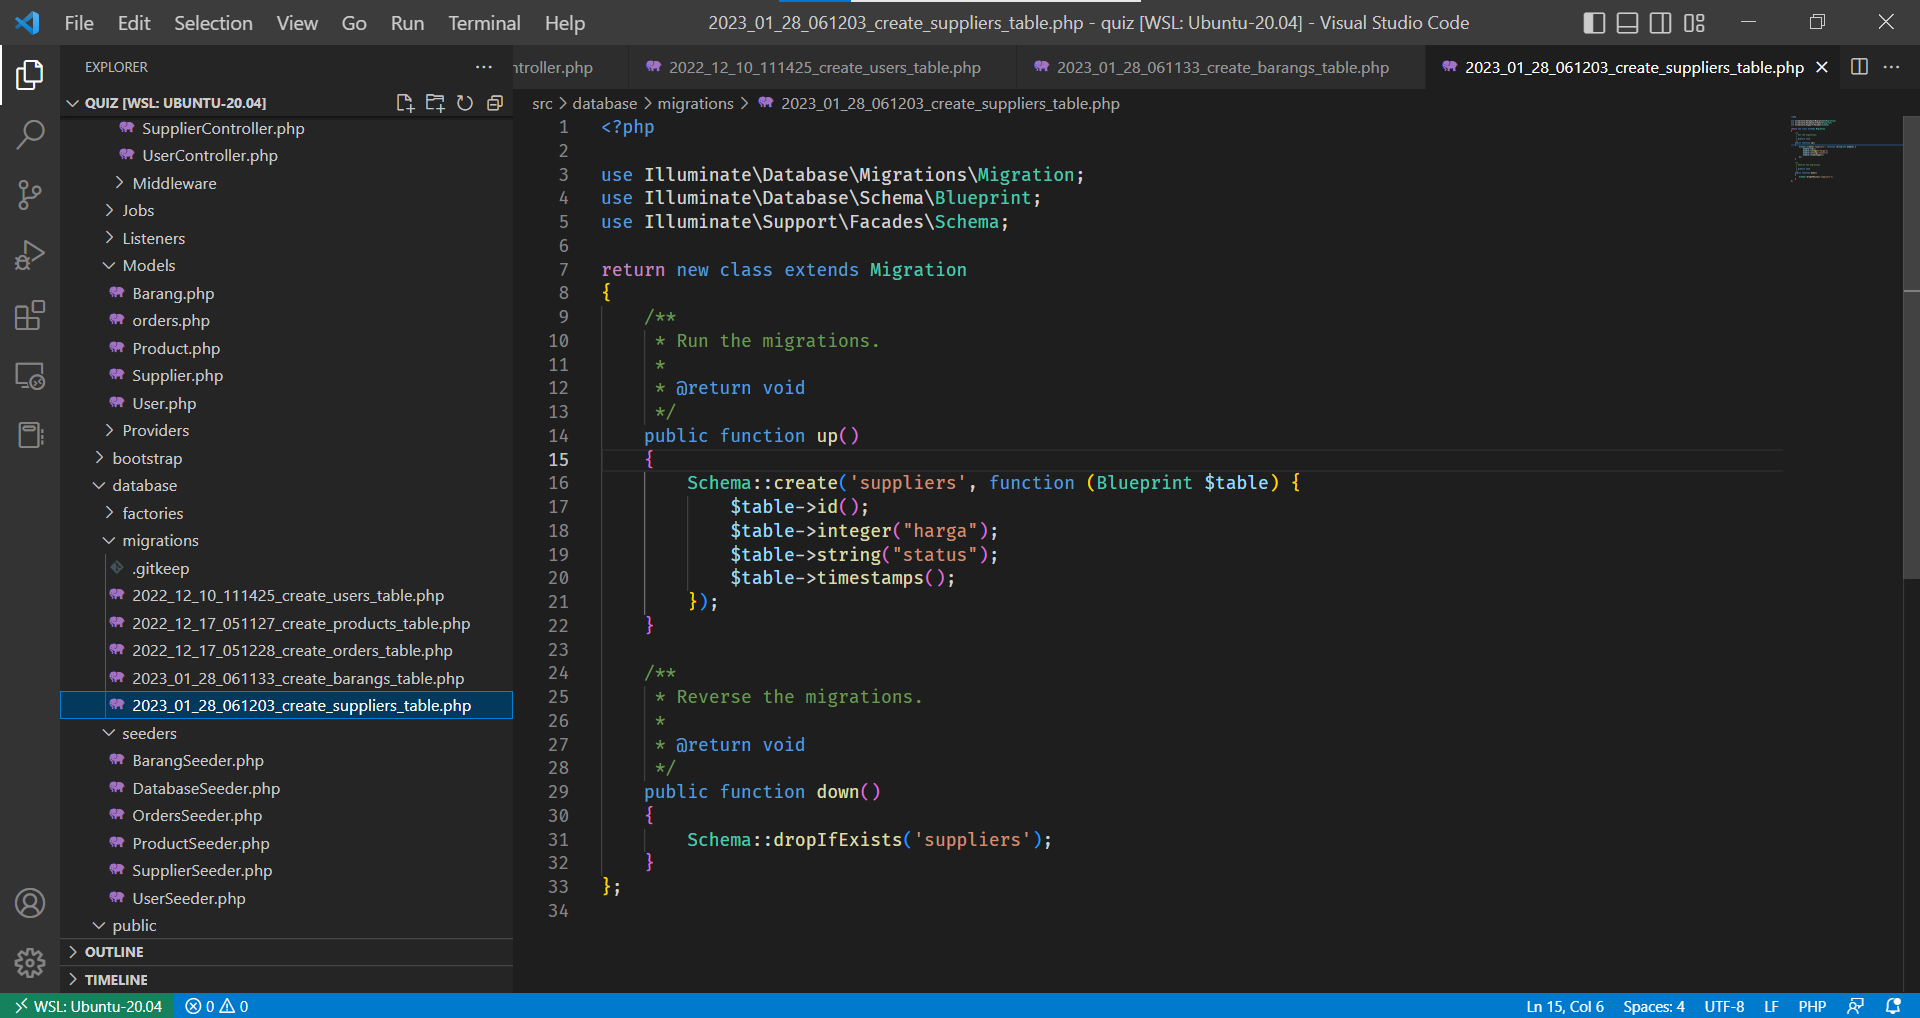 File Edit Selection View Go Run Terminal Help
2023_01_28_061203_create_suppliers_table.php - quiz [WSL: Ubuntu-20.04] - Visual Studio Code
EXPLORER
QUIZ [WSL: UBUNTU-20.04]
SupplierController.php
UserController.php
Middleware
Jobs
Listeners
Models
Barang.php
orders.php
Product.php
Supplier.php
User.php
Providers
bootstrap
database
factories
migrations
.gitkeep
2022_12_10_111425_create_users_table.php
2022_12_17_051127_create_products_table.php
2022_12_17_051228_create_orders_table.php
2023_01_28_061133_create_barangs_table.php
2023_01_28_061203_create_suppliers_table.php
seeders
BarangSeeder.php
DatabaseSeeder.php
OrdersSeeder.php
ProductSeeder.php
SupplierSeeder.php
UserSeeder.php
public
OUTLINE
TIMELINE
ntroller.php 2022_12_10_111425_create_users_table.php 2023_01_28_061133_create_barangs_table.php 2023_01_28_061203_create_suppliers_table.php
src > database > migrations > 2023_01_28_061203_create_suppliers_table.php
1 <?php
2
3 use Illuminate\Database\Migrations\Migration;
4 use Illuminate\Database\Schema\Blueprint;
5 use Illuminate\Support\Facades\Schema;
6
7 return new class extends Migration
8 {
9     /**
10      * Run the migrations.
11      *
12      * @return void
13      */
14     public function up()
15     {
16         Schema::create('suppliers', function (Blueprint $table) {
17             $table->id();
18             $table->integer("harga");
19             $table->string("status");
20             $table->timestamps();
21         });
22     }
23
24     /**
25      * Reverse the migrations.
26      *
27      * @return void
28      */
29     public function down()
30     {
31         Schema::dropIfExists('suppliers');
32     }
33 };
34
WSL: Ubuntu-20.04 0 0 Ln 15, Col 6 Spaces: 4 UTF-8 LF PHP